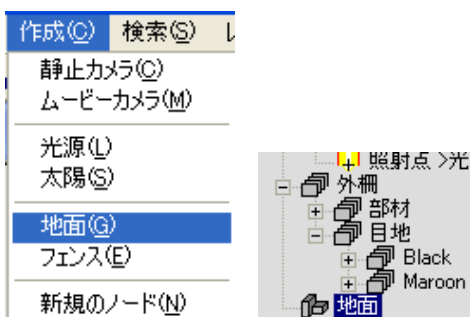 作成(C) 検索(S)
静止カメラ(C)
ムービーカメラ(M)
光源(L)
太陽(S)
地面(G)
フェンス(E)
新規のノード(N)
照射点 >光
外柵
部材
目地
Black
Maroon
地面